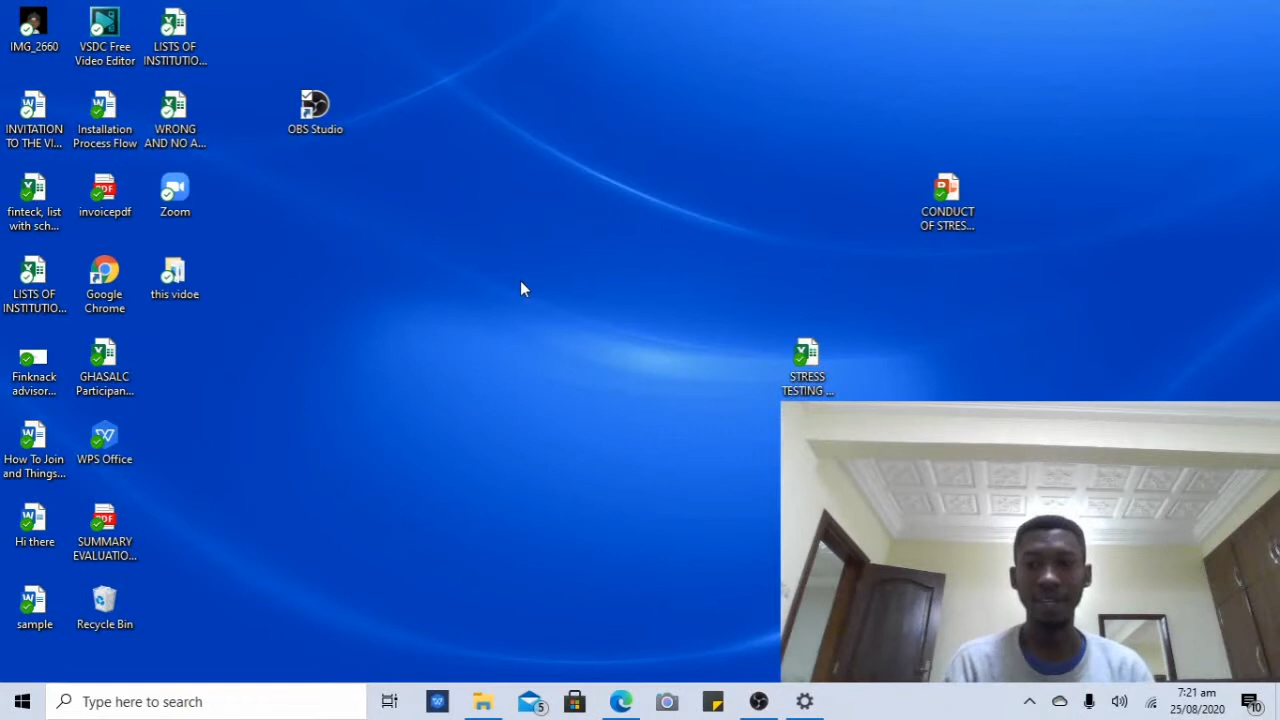 IMG_2660
VSDC Free
Video Editor
LISTS OF
INSTITUTIO...
INVITATION
TO THE VI...
Installation
Process Flow
WRONG
AND NO A...
OBS Studio
finteck, list
with sch...
invoicepdf
Zoom
CONDUCT
OF STRES...
LISTS OF
INSTITUTIO...
Google
Chrome
this vidoe
Finknack
advisor...
GHASALC
Participan...
STRESS
TESTING ...
How To Join
and Things...
WPS Office
Hi there
SUMMARY
EVALUATIO...
sample
Recycle Bin
Type here to search
5
7:21 am
25/08/2020
10